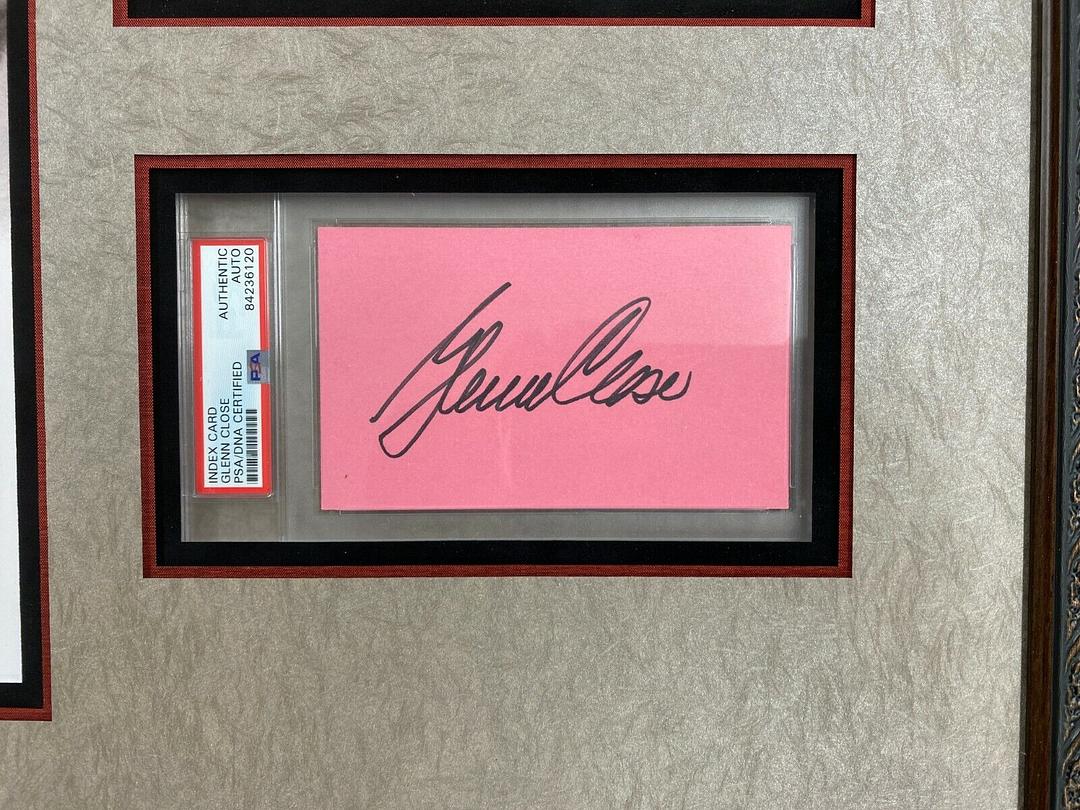 INDEX CARD
GLENN CLOSE
PSA/DNA CERTIFIED
AUTHENTIC
AUTO
84236120
PSA
Glenn Close